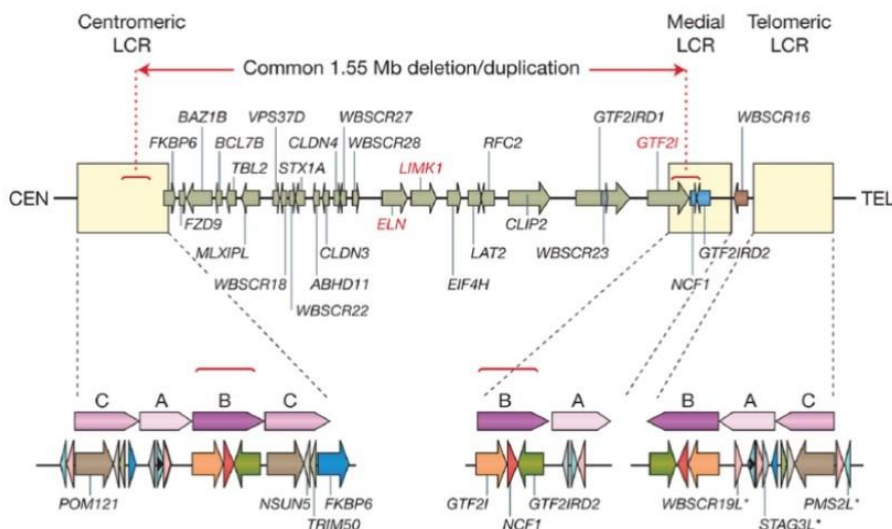 Centromeric LCR
Medial LCR
Telomeric LCR
Common 1.55 Mb deletion/duplication
BAZ1B
VPS37D
WBSCR27
GTF2IRD1
WBSCR16
FKBP6
BCL7B
CLDN4
WBSCR28
RFC2
GTF2I
TBL2
STX1A
LIMK1
CEN
TEL
FZD9
ELN
CLIP2
MLXIPL
CLDN3
LAT2
WBSCR23
GTF2IRD2
WBSCR18
ABHD11
EIF4H
NCF1
WBSCR22
C A B C
B A
B A C
POM121
NSUN5
FKBP6
TRIM50
GTF2I
GTF2IRD2
NCF1
WBSCR19L*
PMS2L*
STAG3L*